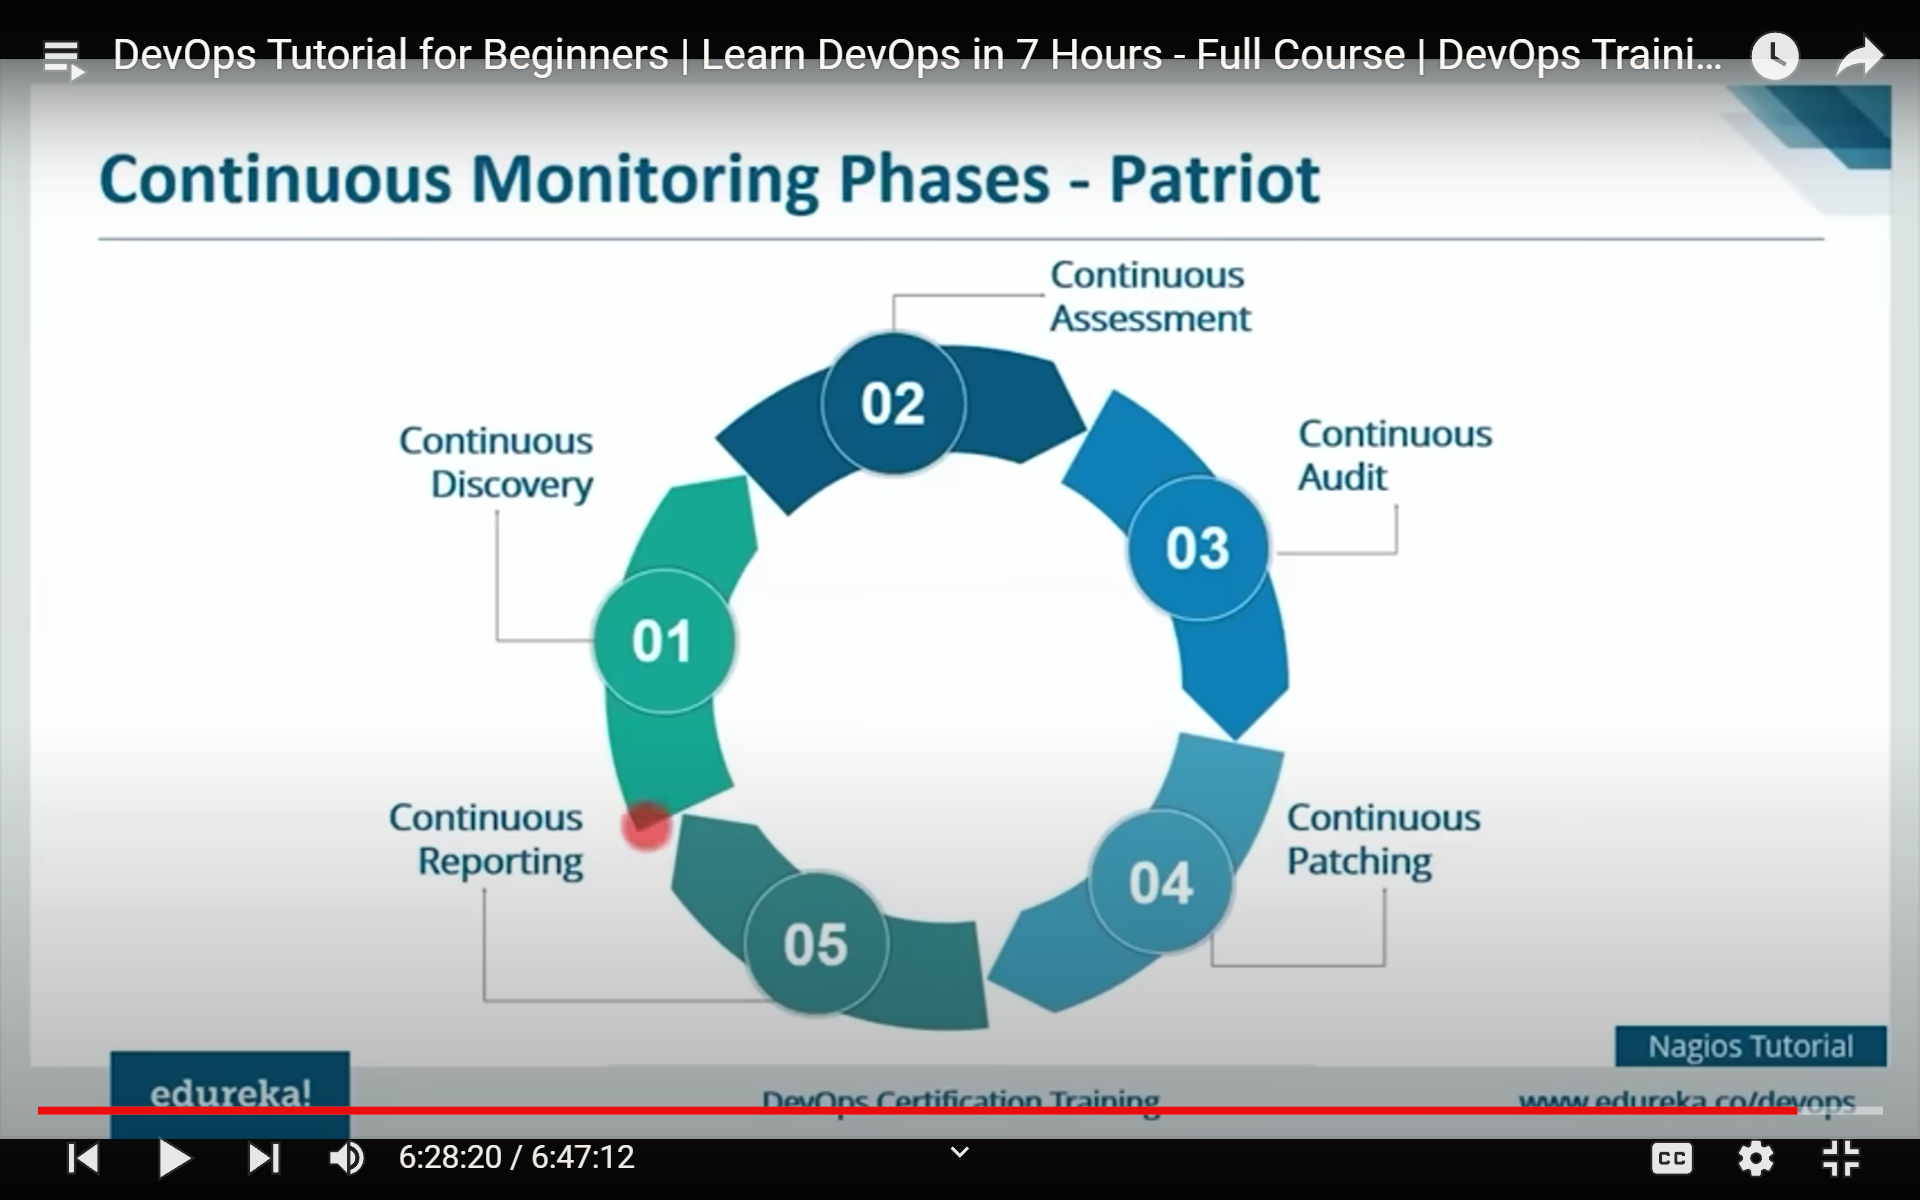 DevOps Tutorial for Beginners | Learn DevOps in 7 Hours - Full Course | DevOps Traini...
Continuous Monitoring Phases - Patriot
Continuous
Discovery
01
Continuous
Assessment
02
Continuous
Audit
03
Continuous
Patching
04
Continuous
Reporting
05
Nagios Tutorial
edureka!
DevOps Certification Training
www.edureka.co/devops
6:28:20 / 6:47:12
CC